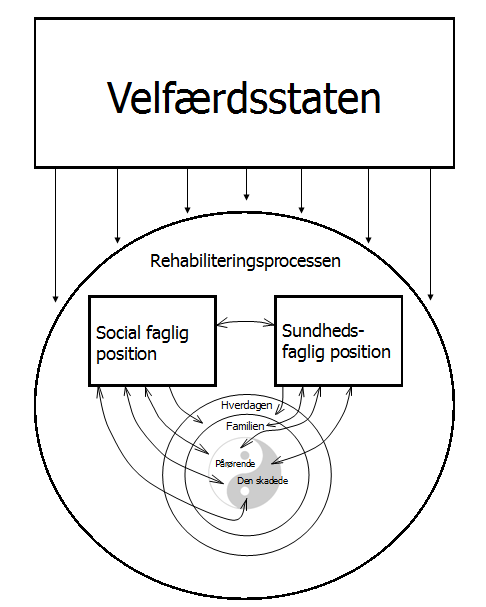 Velfærdsstaten
Rehabiliteringsprocessen
Social faglig
position
Sundheds-
faglig position
Hverdagen
Familien
Pårørende
Den skadede